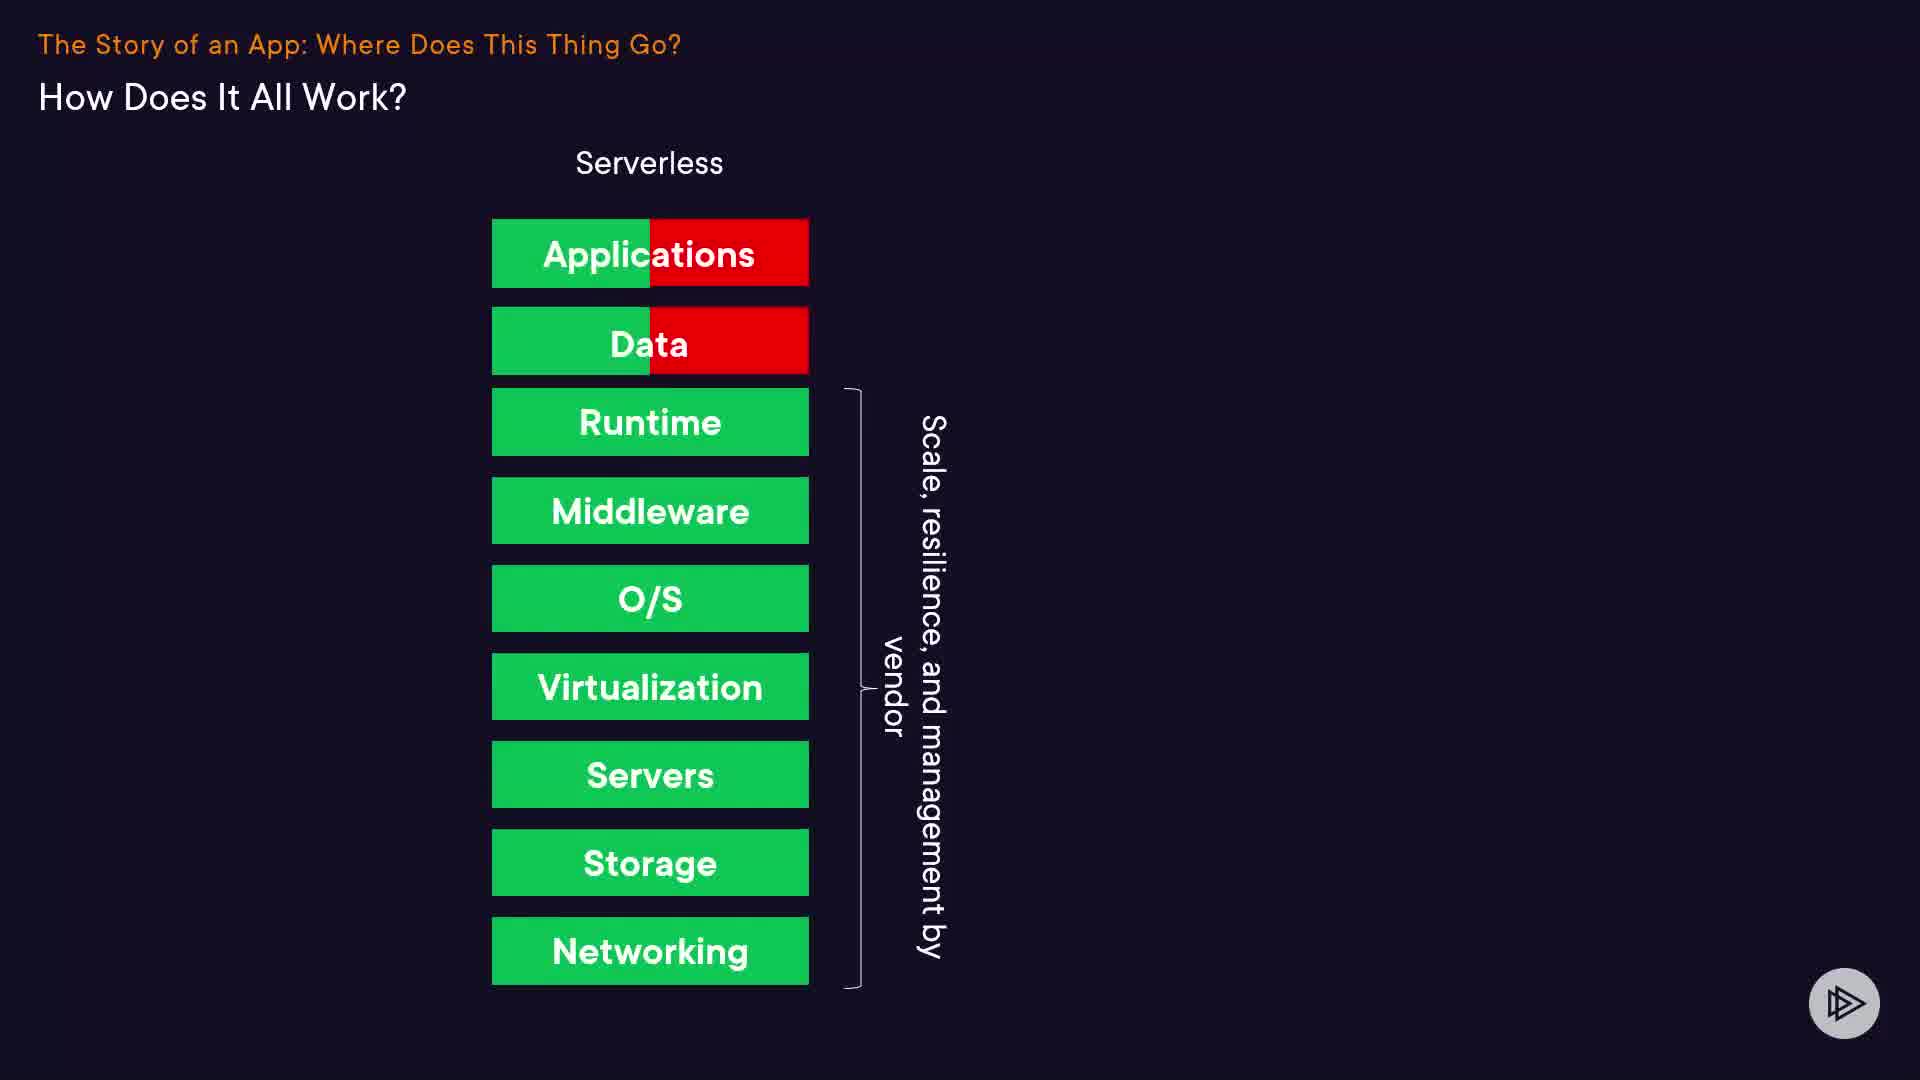 The Story of an App: Where Does This Thing Go?
How Does It All Work?
Serverless
Applications
Data
Runtime
Middleware
O/S
Virtualization
Servers
Storage
Networking
Scale, resilience, and management by
vendor